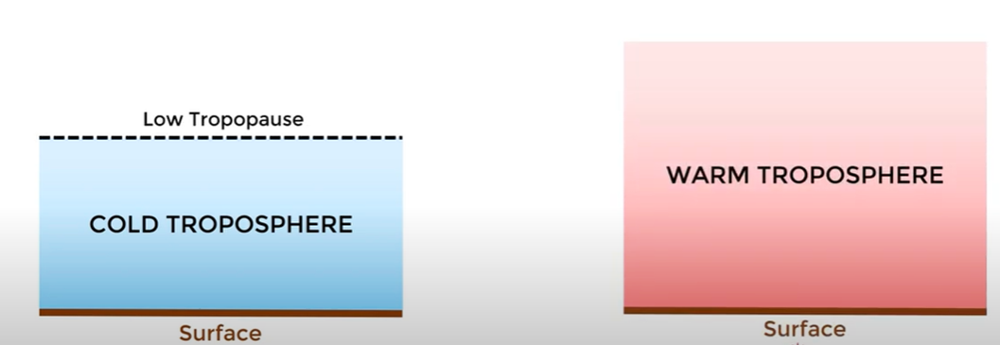 Low Tropopause
COLD TROPOSPHERE
Surface
WARM TROPOSPHERE
Surface